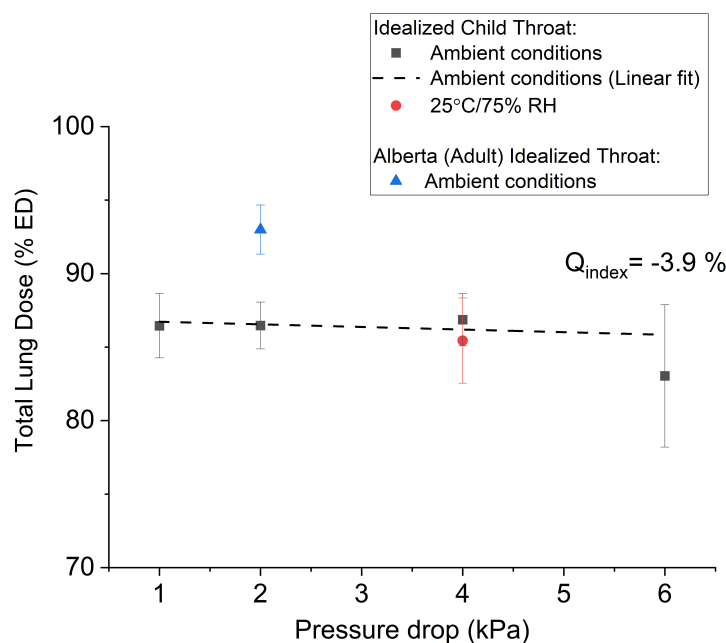 Idealized Child Throat:
Ambient conditions
Ambient conditions (Linear fit)
25°C/75% RH
Alberta (Adult) Idealized Throat:
Ambient conditions
Qindex= -3.9 %
Total Lung Dose (% ED)
100
90
80
70
1 2 3 4 5 6
Pressure drop (kPa)